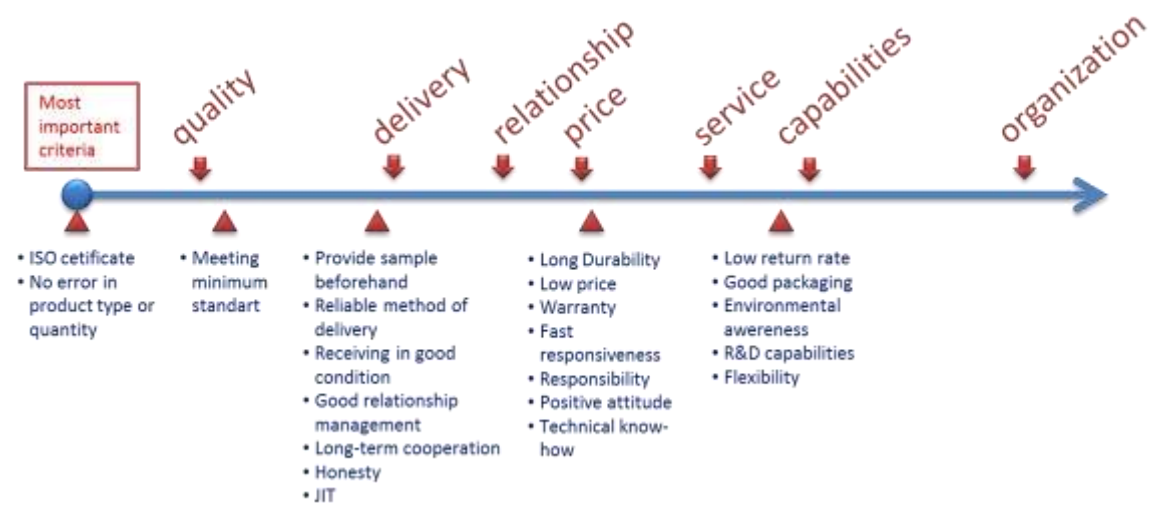 Most
important
criteria
quality
delivery
relationship
price
service
capabilities
organization
• ISO cetificate
• No error in
product type or
quantity
• Meeting
minimum
standart
• Provide sample
beforehand
• Reliable method of
delivery
• Receiving in good
condition
• Good relationship
management
• Long-term cooperation
• Honesty
• JIT
• Long Durability
• Low price
• Warranty
• Fast
responsiveness
• Responsibility
• Positive attitude
• Technical know-
how
• Low return rate
• Good packaging
• Environmental
awereness
• R&D capabilities
• Flexibility